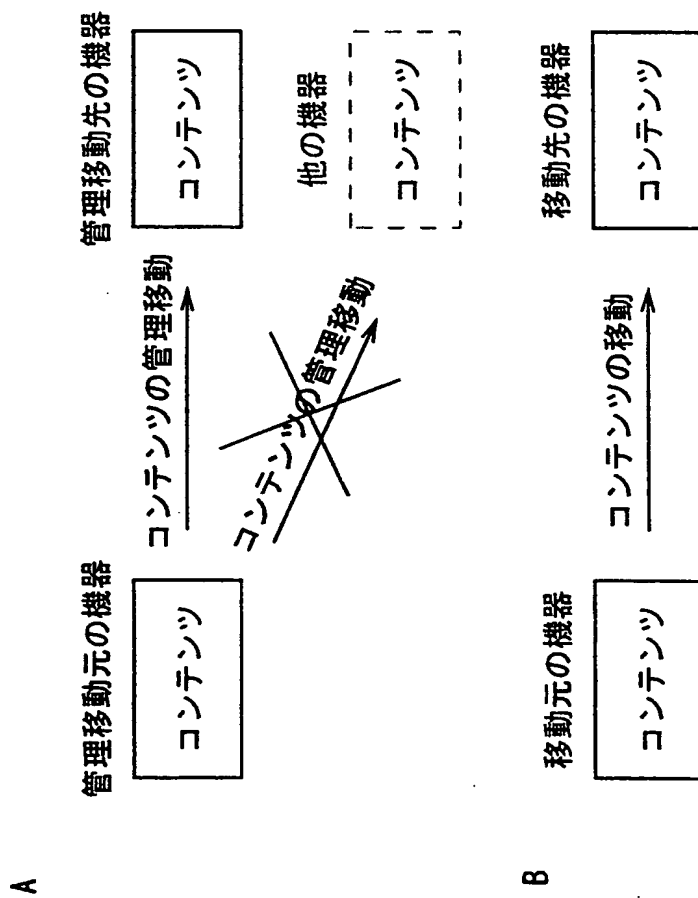 A
管理移動元の機器
コンテンツ
コンテンツの管理移動
管理移動先の機器
コンテンツ
コンテンツの管理移動
他の機器
コンテンツ
B
移動元の機器
コンテンツ
コンテンツの移動
移動先の機器
コンテンツ